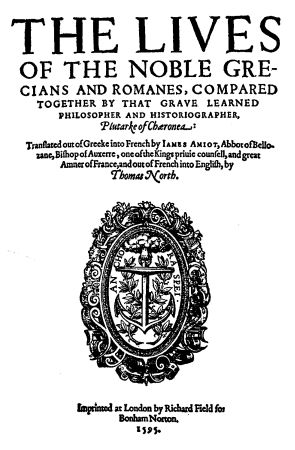 THE LIVES
OF THE NOBLE GRE-
CIANS AND ROMANES, COMPARED
TOGETHER BY THAT GRAVE LEARNED
PHILOSOPHER AND HISTORIOGRAPHER,
Plutarke of Chæronea:
Translated out of Greeke into French by IAMES AMIOT, Abbot of Bello-
zane, Bishop of Auxerre, one of the Kings priuie counsell, and great
Amner of France, and out of French into English, by
Thomas North.
ANCHORA SPEI
Imprinted at London by Richard Field for
Bonham Norton.
1595.